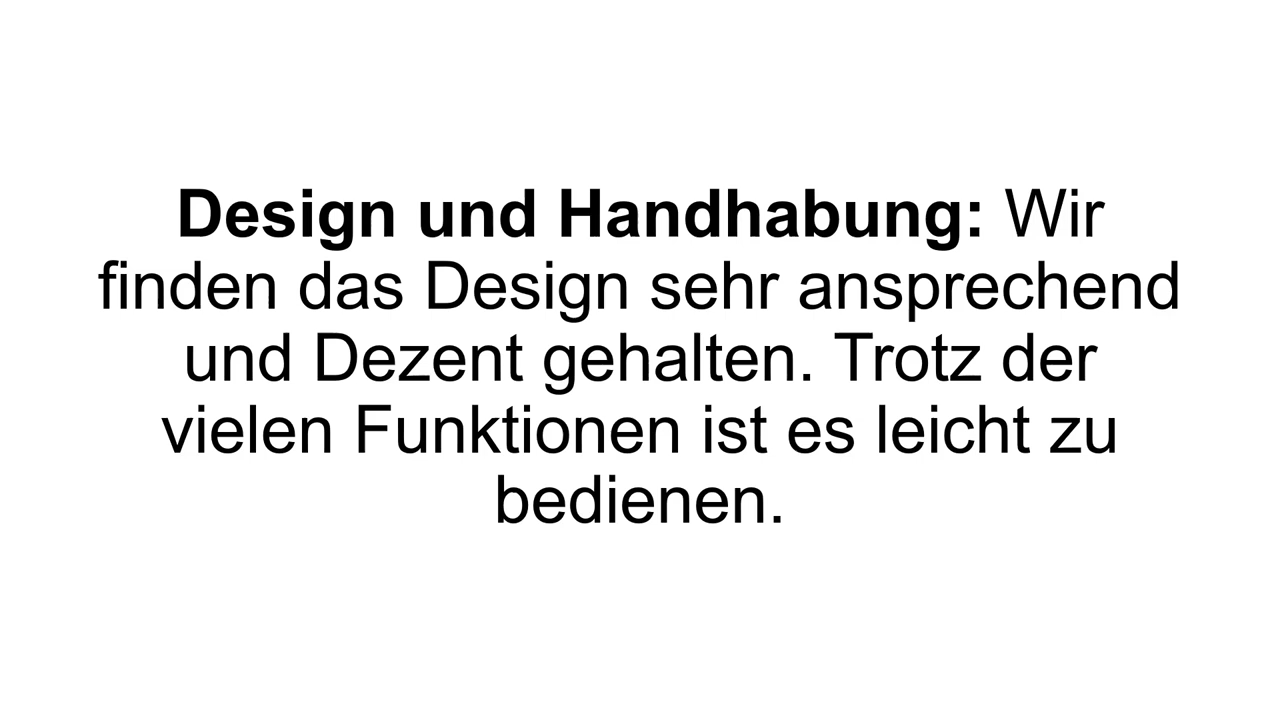 Design und Handhabung: Wir
finden das Design sehr ansprechend
und Dezent gehalten. Trotz der
vielen Funktionen ist es leicht zu
bedienen.